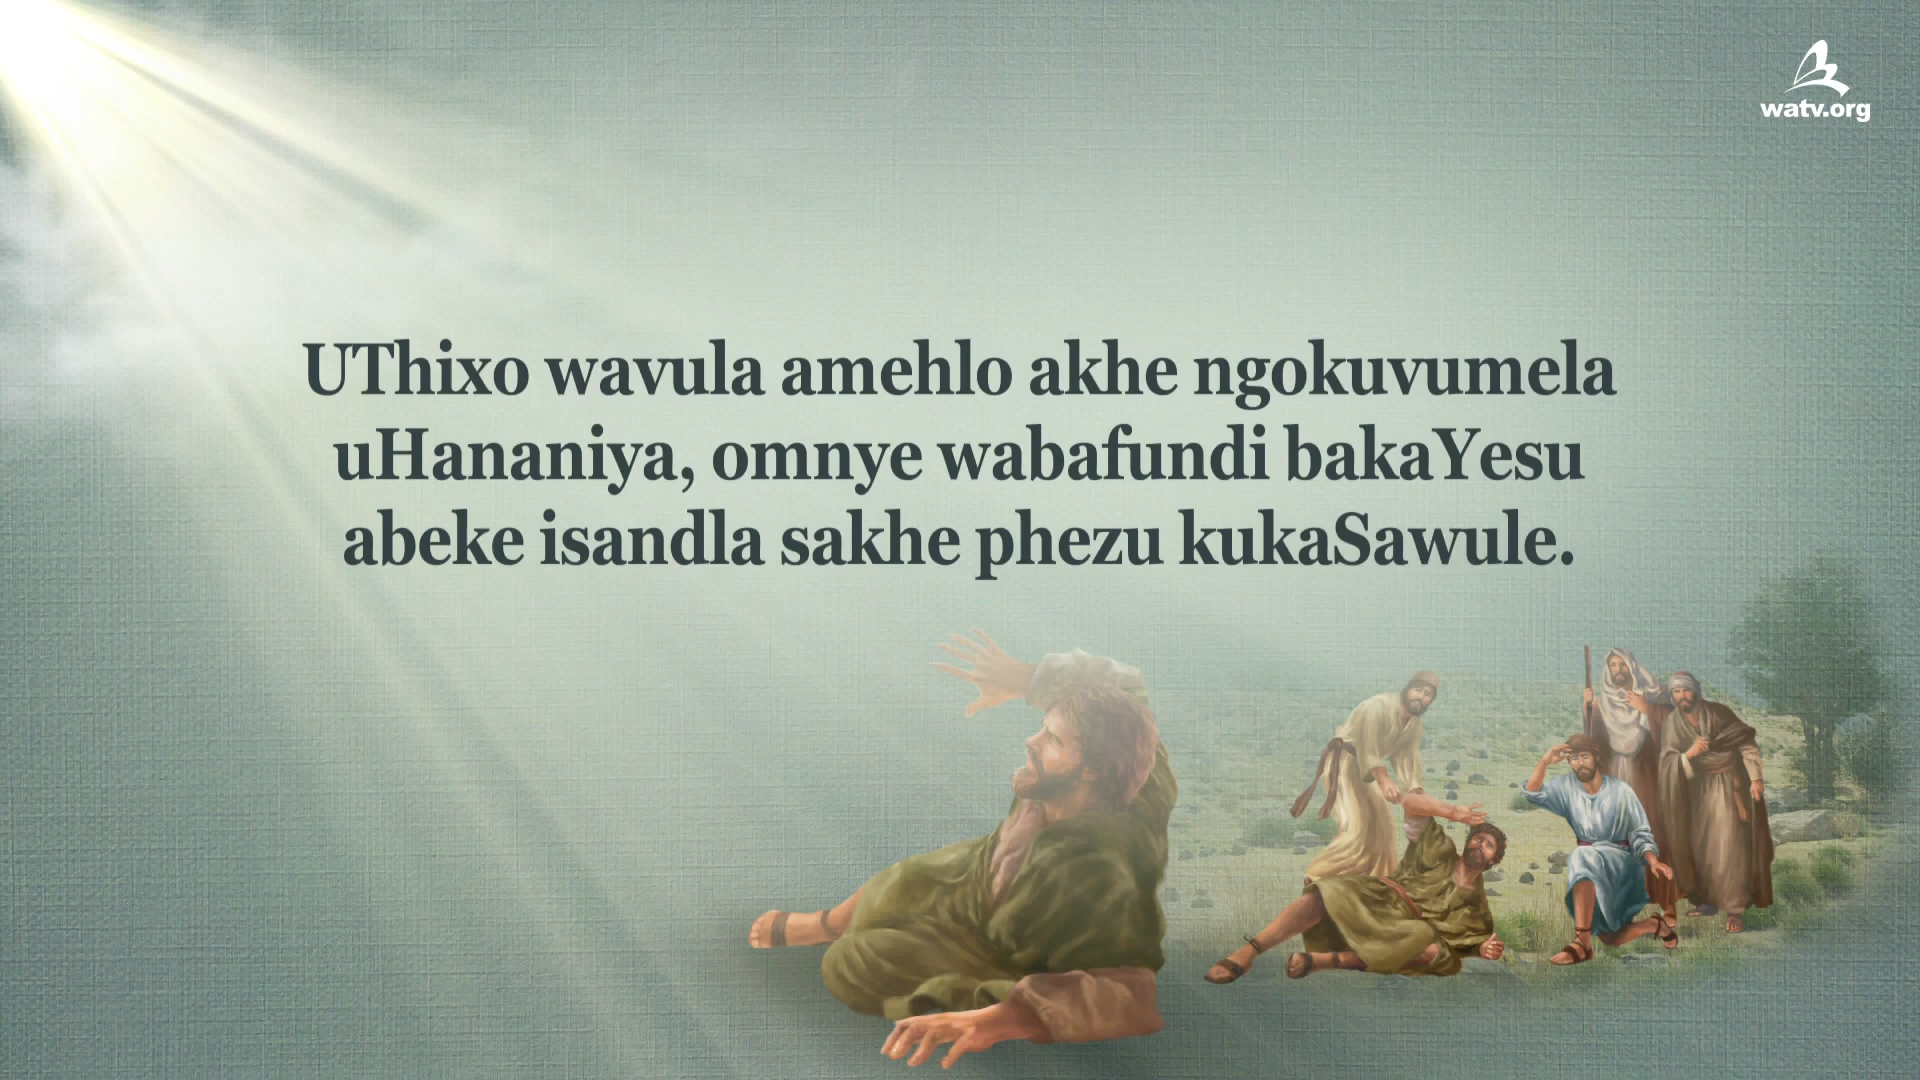 watv.org
UThixo wavula amehlo akhe ngokuvumela
uHananiya, omnye wabafundi bakaYesu
abeke isandla sakhe phezu kukaSawule.